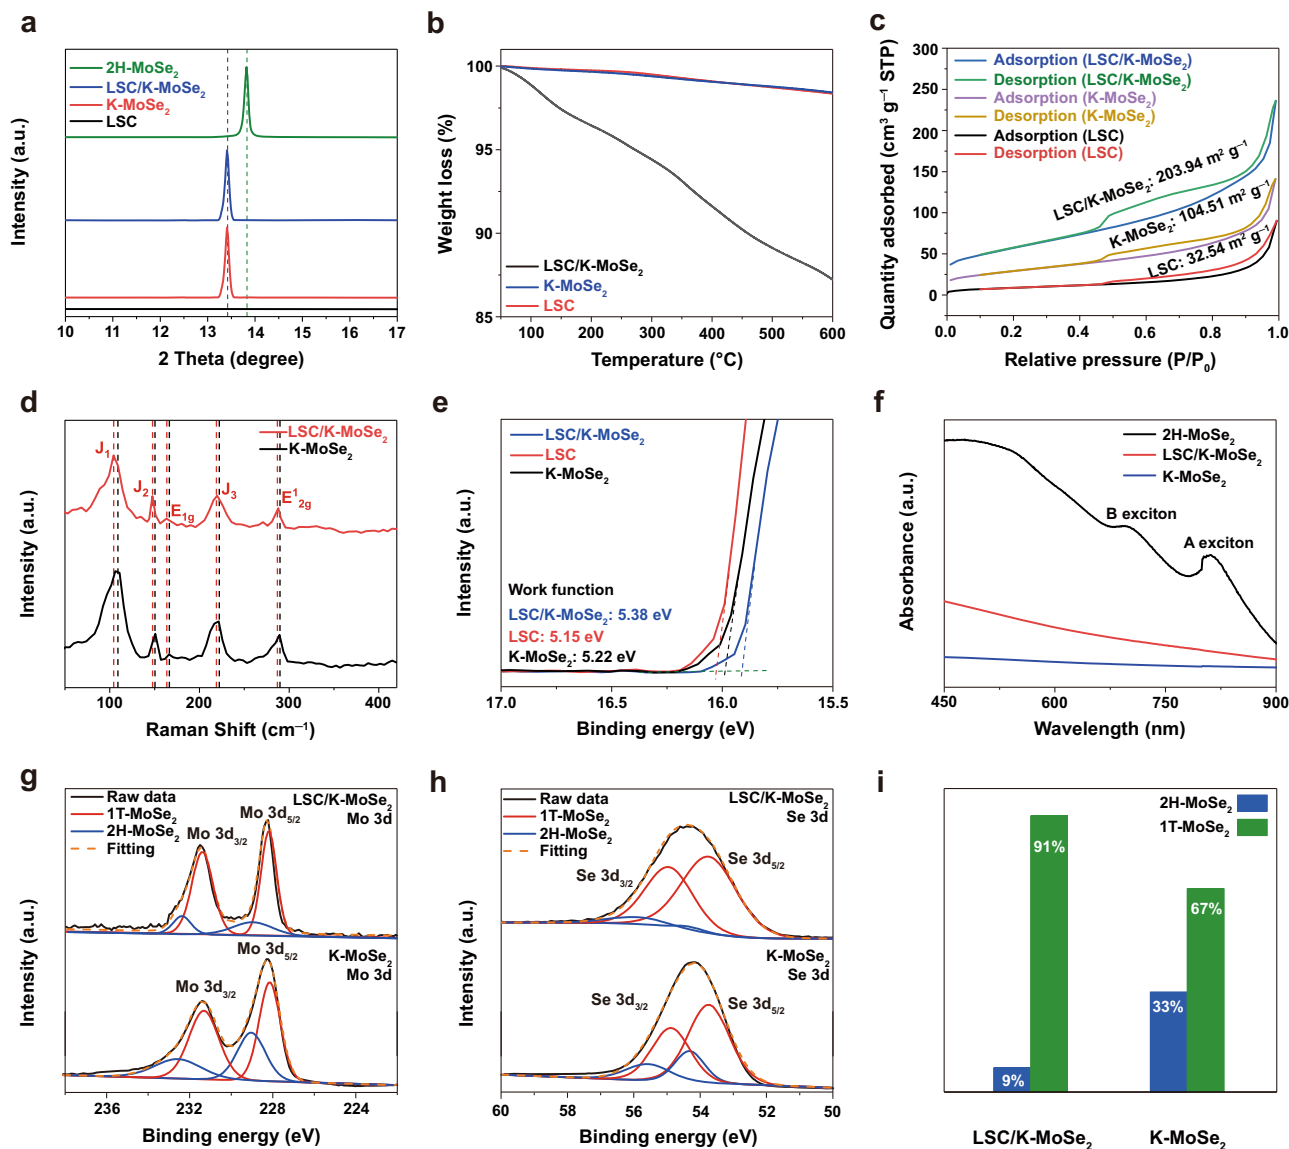 a
2H-MoSe₂
LSC/K-MoSe₂
K-MoSe₂
LSC
Intensity (a.u.)
10 11 12 13 14 15 16 17
2 Theta (degree)
b
100
95
90
85
Weight loss (%)
LSC/K-MoSe₂
K-MoSe₂
LSC
100 200 300 400 500 600
Temperature (°C)
c
300
250
200
150
100
50
0
Quantity adsorbed (cm³ g⁻¹ STP)
Adsorption (LSC/K-MoSe₂)
Desorption (LSC/K-MoSe₂)
Adsorption (K-MoSe₂)
Desorption (K-MoSe₂)
Adsorption (LSC)
Desorption (LSC)
LSC/K-MoSe₂: 203.94 m² g⁻¹
K-MoSe₂: 104.51 m² g⁻¹
LSC: 32.54 m² g⁻¹
0.0 0.2 0.4 0.6 0.8 1.0
Relative pressure (P/P₀)
d
LSC/K-MoSe₂
K-MoSe₂
J₁
J₂
E₁g
J₃
E¹₂g
Intensity (a.u.)
100 200 300 400
Raman Shift (cm⁻¹)
e
LSC/K-MoSe₂
LSC
K-MoSe₂
Intensity (a.u.)
Work function
LSC/K-MoSe₂: 5.38 eV
LSC: 5.15 eV
K-MoSe₂: 5.22 eV
17.0 16.5 16.0 15.5
Binding energy (eV)
f
2H-MoSe₂
LSC/K-MoSe₂
K-MoSe₂
B exciton
A exciton
Absorbance (a.u.)
450 600 750 900
Wavelength (nm)
g
Raw data
1T-MoSe₂
2H-MoSe₂
Fitting
LSC/K-MoSe₂
Mo 3d
Mo 3d₃/₂
Mo 3d₅/₂
K-MoSe₂
Mo 3d
Mo 3d₃/₂
Mo 3d₅/₂
Intensity (a.u.)
236 232 228 224
Binding energy (eV)
h
Raw data
1T-MoSe₂
2H-MoSe₂
Fitting
LSC/K-MoSe₂
Se 3d
Se 3d₃/₂
Se 3d₅/₂
K-MoSe₂
Se 3d
Se 3d₃/₂
Se 3d₅/₂
Intensity (a.u.)
60 58 56 54 52 50
Binding energy (eV)
i
2H-MoSe₂
1T-MoSe₂
91%
67%
33%
9%
LSC/K-MoSe₂ K-MoSe₂